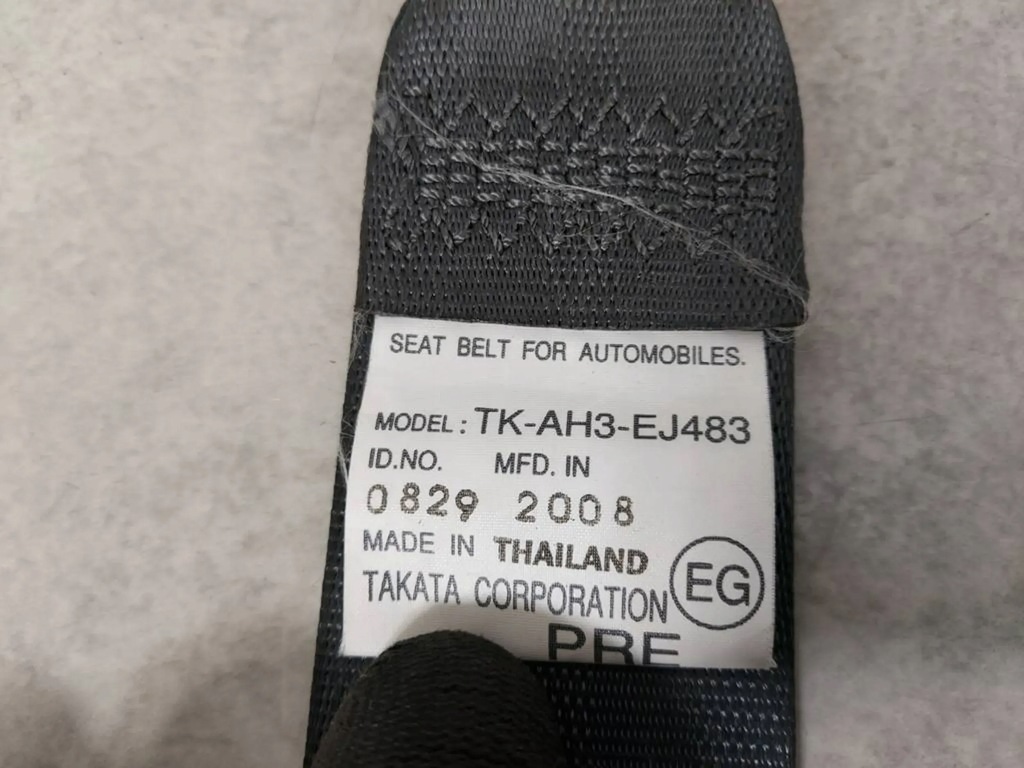 SEAT BELT FOR AUTOMOBILES.
MODEL: TK-AH3-EJ483
ID.NO. MFD. IN
0829 2008
MADE IN THAILAND
TAKATA CORPORATION EG
PRE